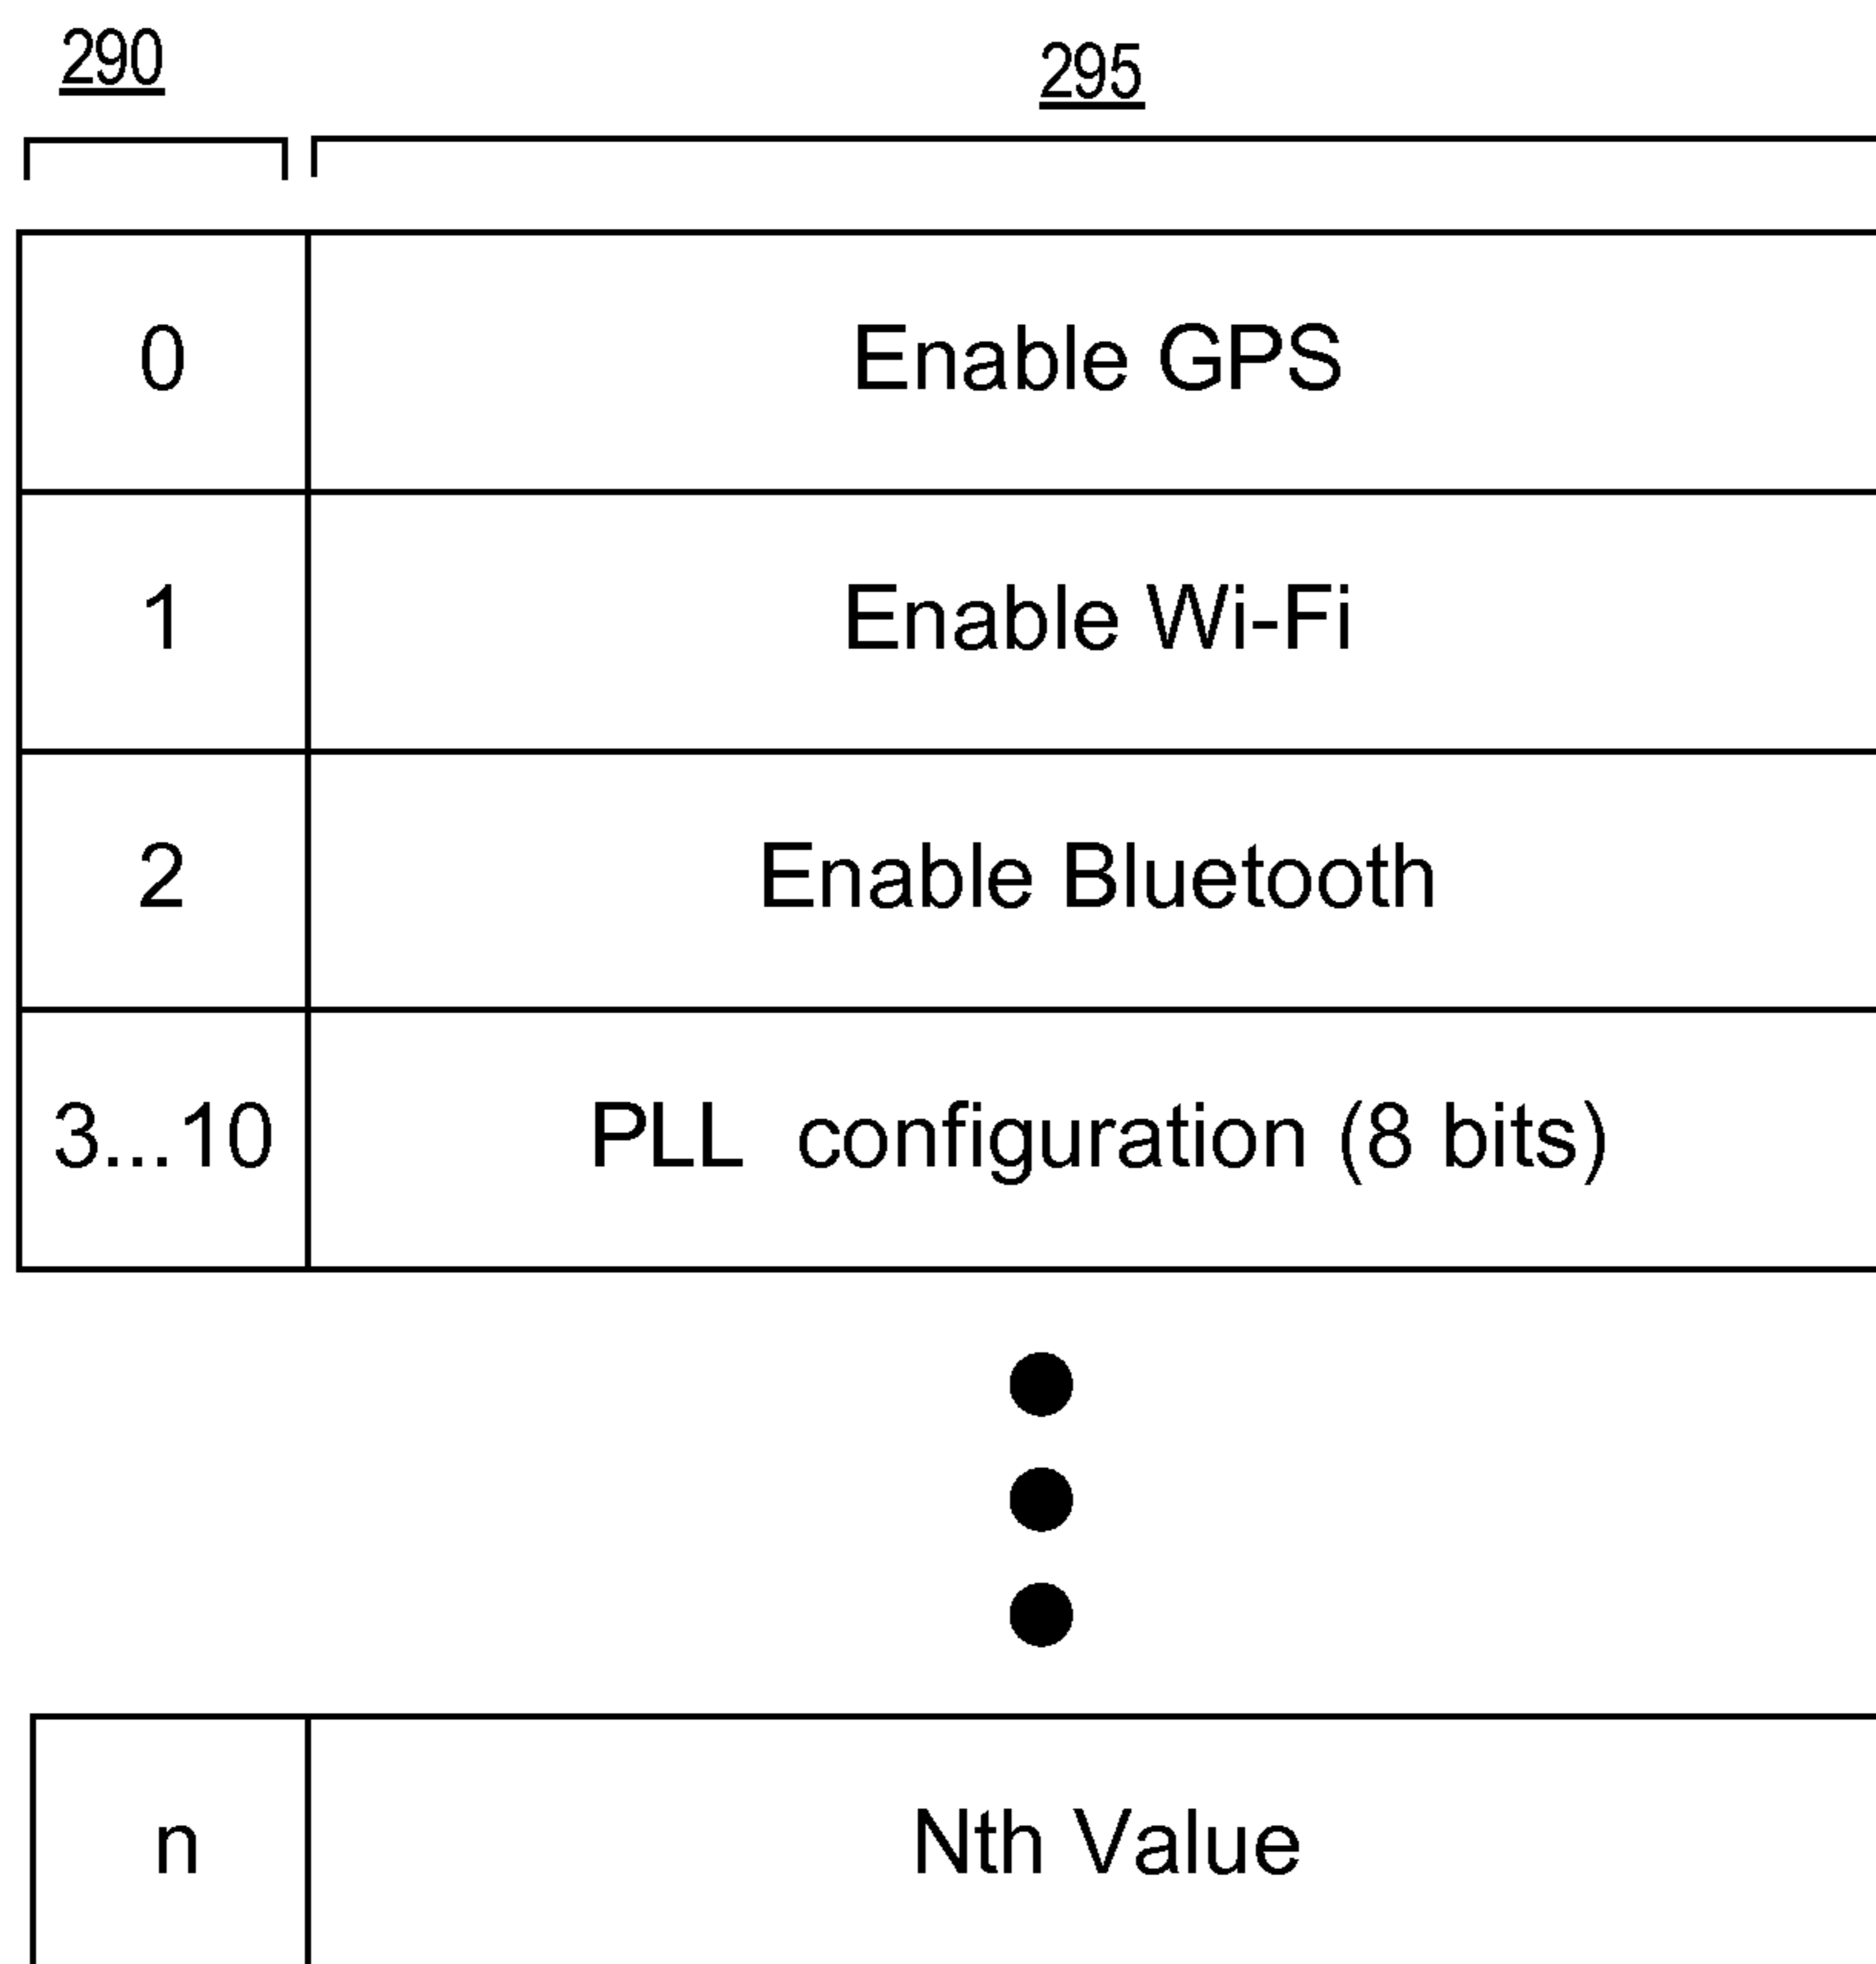 290 295
0 Enable GPS
1 Enable Wi-Fi
2 Enable Bluetooth
3...10 PLL configuration (8 bits)
n Nth Value